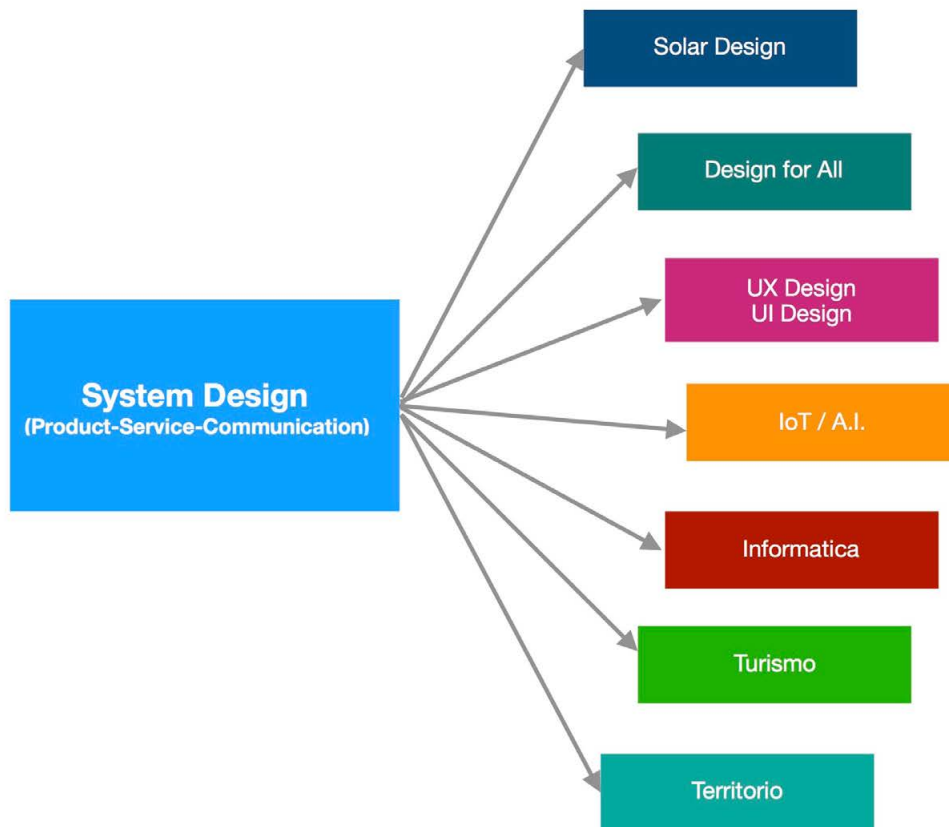 Solar Design
Design for All
UX Design
UI Design
System Design
(Product-Service-Communication)
IoT / A.I.
Informatica
Turismo
Territorio